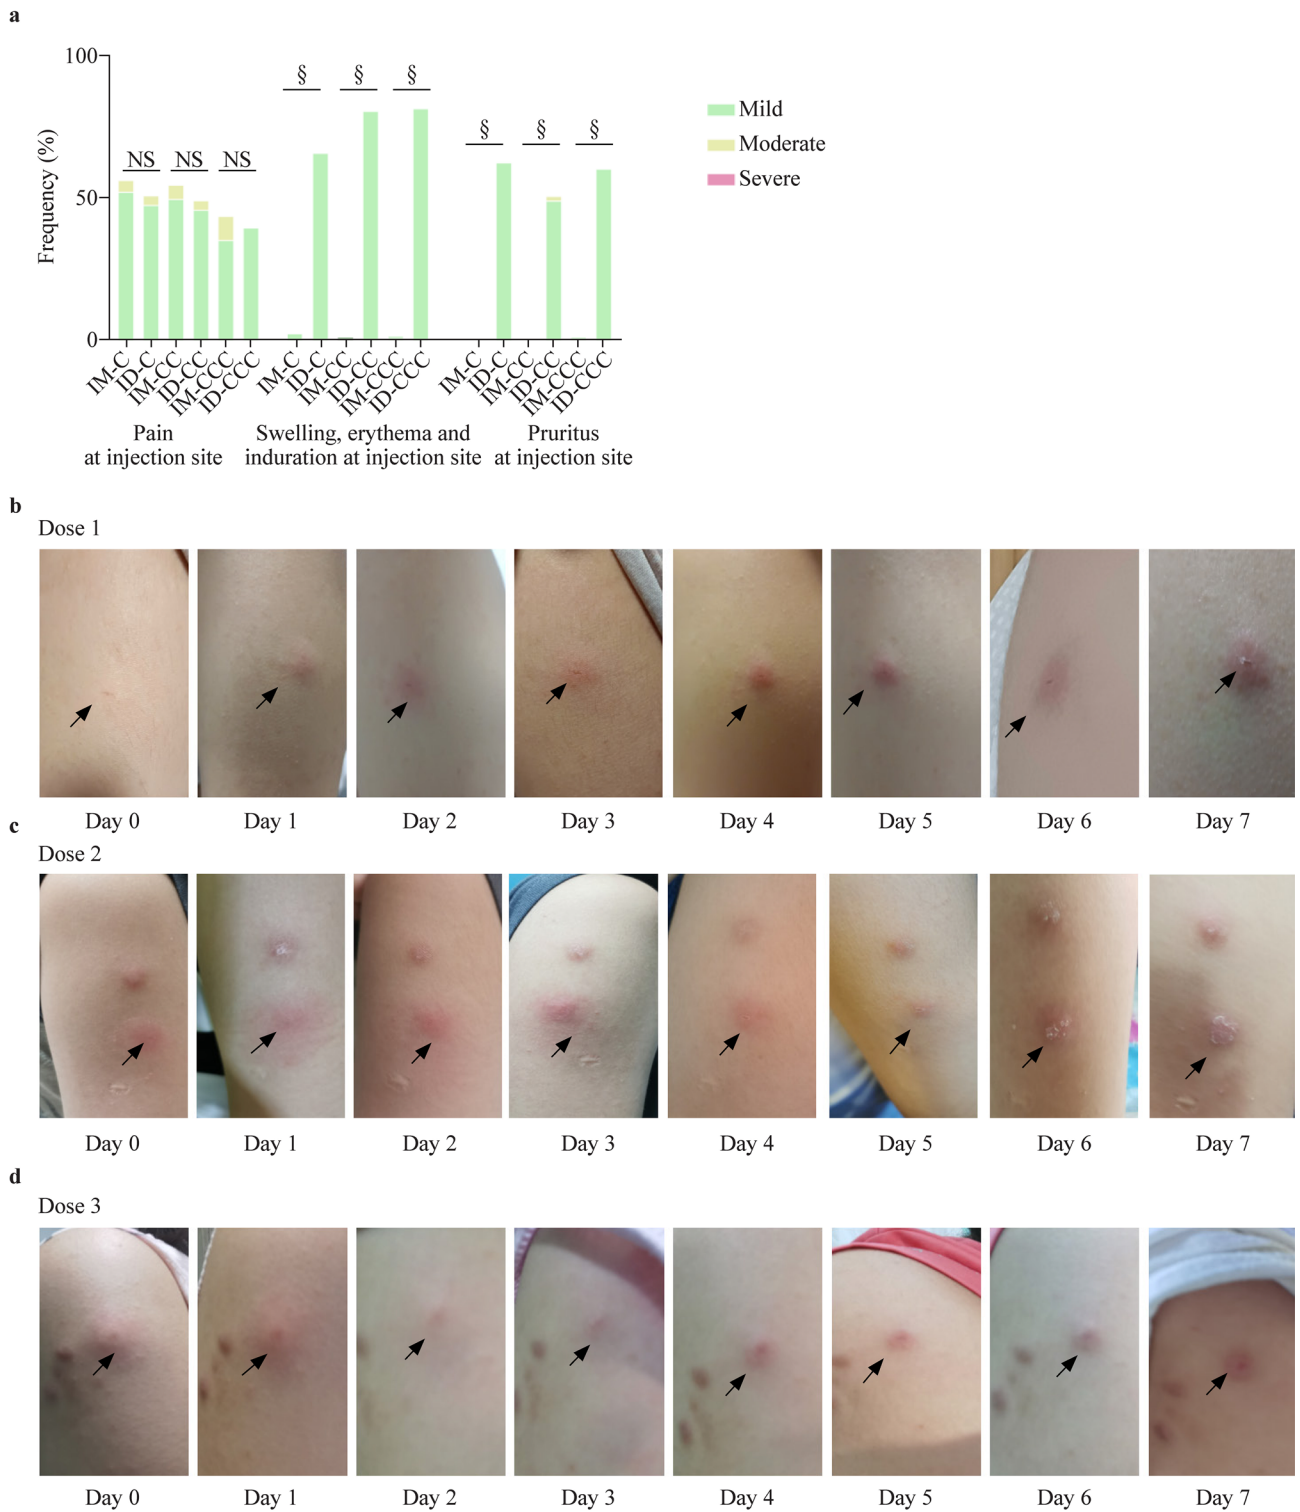 a
100
50
0
Frequency (%)
NS NS NS
§ § §
§ § §
Mild
Moderate
Severe
IM-C
ID-C
IM-CC
ID-CC
IM-CCC
ID-CCC
IM-C
ID-C
IM-CC
ID-CC
IM-CCC
ID-CCC
IM-C
ID-C
IM-CC
ID-CC
IM-CCC
ID-CCC
Pain
at injection site
Swelling, erythema and
induration at injection site
Pruritus
at injection site
b
Dose 1
Day 0 Day 1 Day 2 Day 3 Day 4 Day 5 Day 6 Day 7
c
Dose 2
Day 0 Day 1 Day 2 Day 3 Day 4 Day 5 Day 6 Day 7
d
Dose 3
Day 0 Day 1 Day 2 Day 3 Day 4 Day 5 Day 6 Day 7